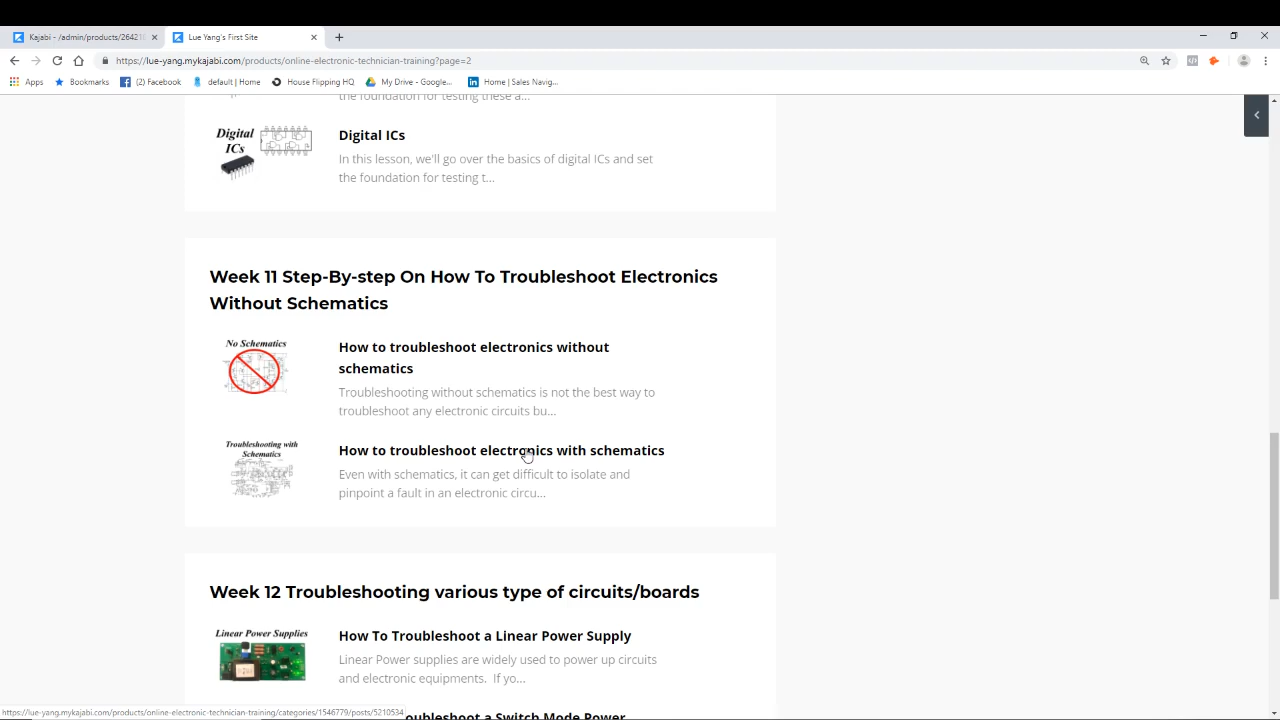 Kajabi - /admin/products/26421
Lue Yang's First Site
https://lue-yang.mykajabi.com/products/online-electronic-technician-training?page=2
Apps
Bookmarks
(2) Facebook
default | Home
House Flipping HQ
My Drive - Google...
Home | Sales Navig...
the foundation for testing these a...
Digital
ICs
Digital ICs
In this lesson, we'll go over the basics of digital ICs and set
the foundation for testing t...
Week 11 Step-By-step On How To Troubleshoot Electronics
Without Schematics
No Schematics
How to troubleshoot electronics without
schematics
Troubleshooting without schematics is not the best way to
troubleshoot any electronic circuits bu...
Troubleshooting with
Schematics
How to troubleshoot electronics with schematics
Even with schematics, it can get difficult to isolate and
pinpoint a fault in an electronic circu...
Week 12 Troubleshooting various type of circuits/boards
Linear Power Supplies
How To Troubleshoot a Linear Power Supply
Linear Power supplies are widely used to power up circuits
and electronic equipments. If yo...
oubleshoot a Switch Mode Power
https://lue-yang.mykajabi.com/products/online-electronic-technician-training/categories/1546779/posts/5210534